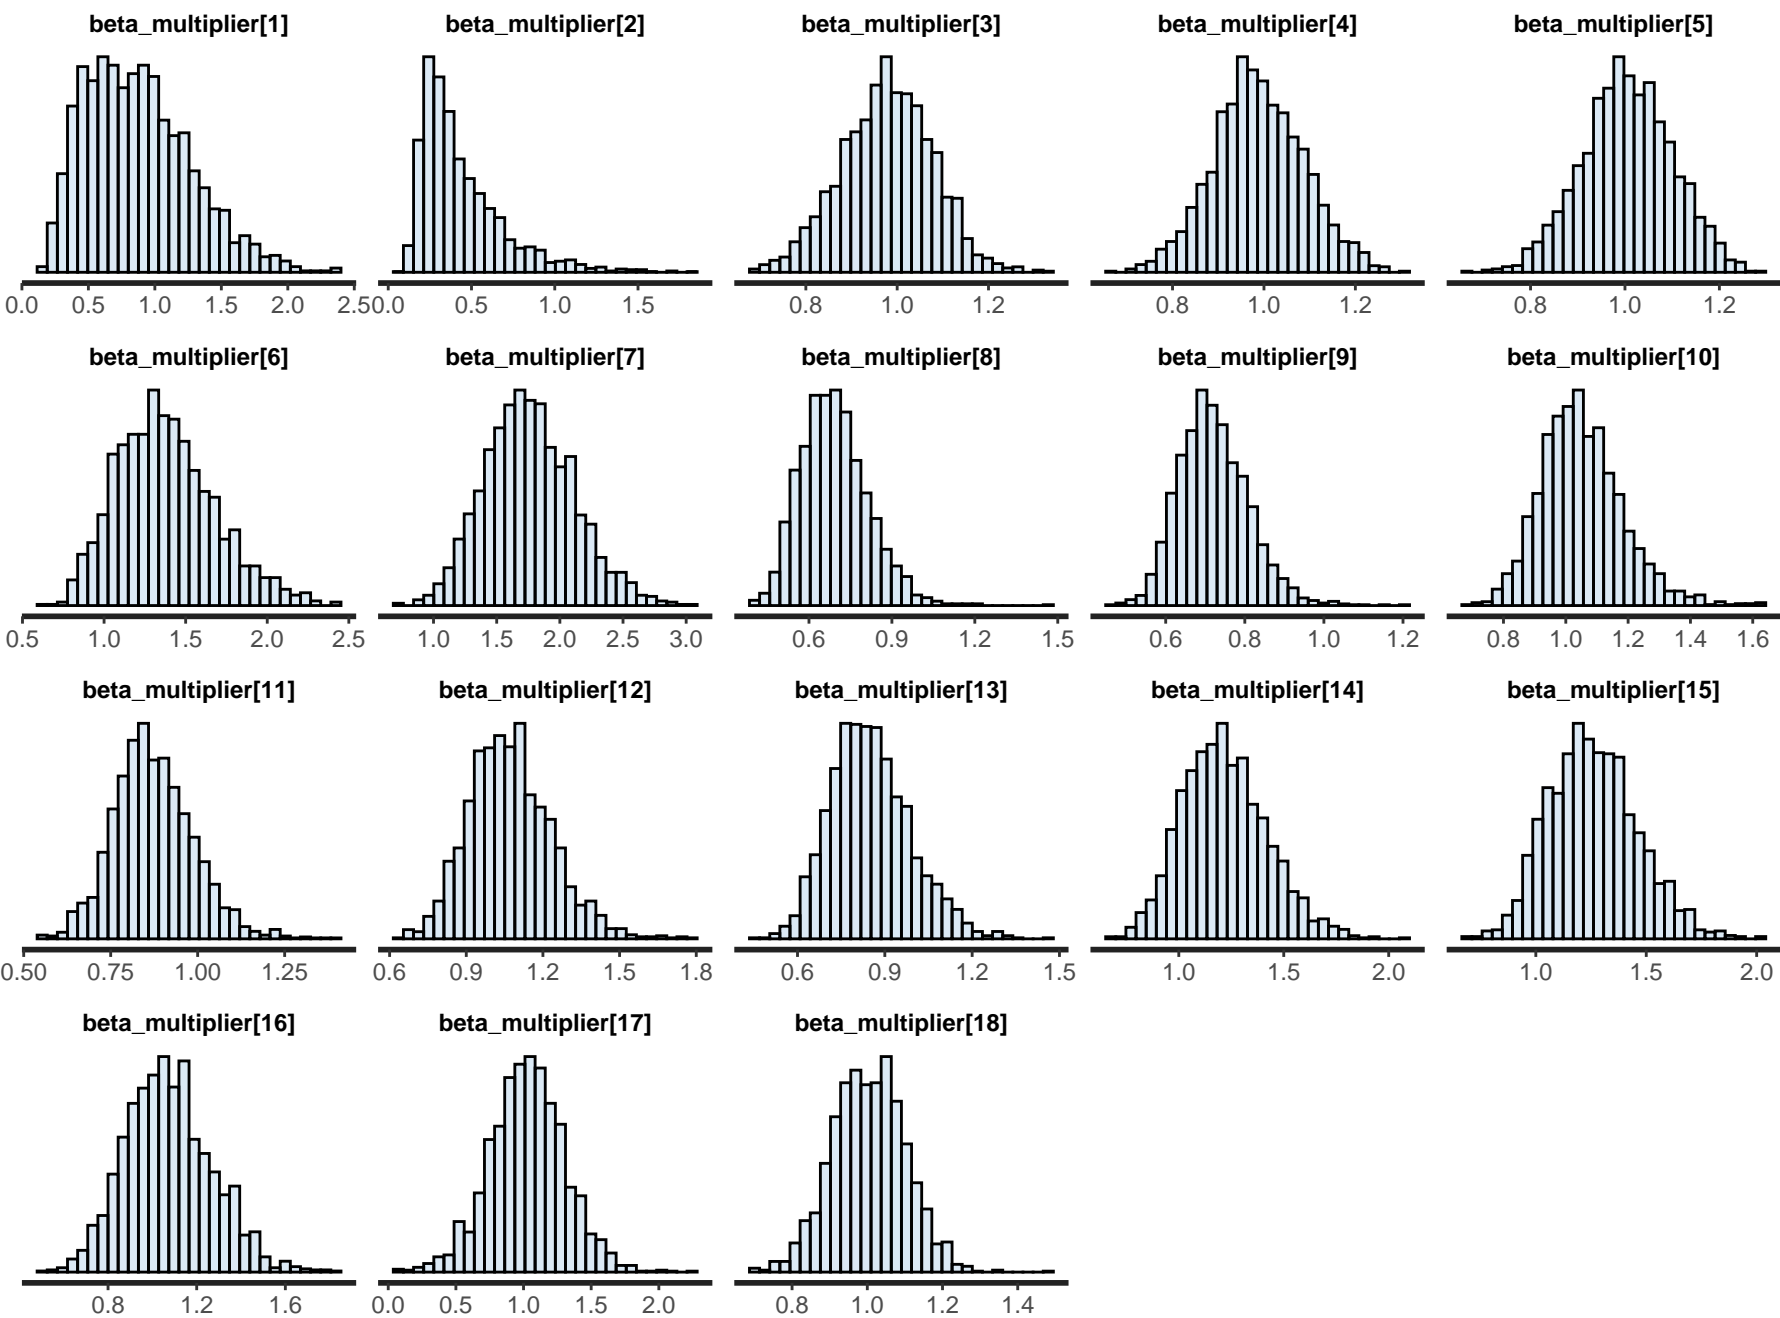 beta_multiplier[1] beta_multiplier[2] beta_multiplier[3] beta_multiplier[4] beta_multiplier[5]
0.0 0.5 1.0 1.5 2.0 2.5 0.0 0.5 1.0 1.5 0.8 1.0 1.2 0.8 1.0 1.2 0.8 1.0 1.2
beta_multiplier[6] beta_multiplier[7] beta_multiplier[8] beta_multiplier[9] beta_multiplier[10]
0.5 1.0 1.5 2.0 2.5 1.0 1.5 2.0 2.5 3.0 0.6 0.9 1.2 1.5 0.6 0.8 1.0 1.2 0.8 1.0 1.2 1.4 1.6
beta_multiplier[11] beta_multiplier[12] beta_multiplier[13] beta_multiplier[14] beta_multiplier[15]
0.50 0.75 1.00 1.25 0.6 0.9 1.2 1.5 1.8 0.6 0.9 1.2 1.5 1.0 1.5 2.0 1.0 1.5 2.0
beta_multiplier[16] beta_multiplier[17] beta_multiplier[18]
0.8 1.2 1.6 0.0 0.5 1.0 1.5 2.0 0.8 1.0 1.2 1.4